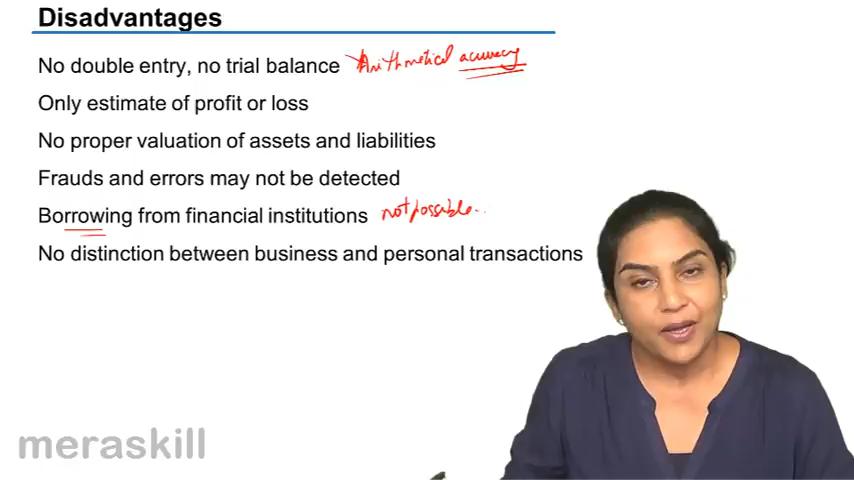 Disadvantages
No double entry, no trial balance Arithmetical accuracy
Only estimate of profit or loss
No proper valuation of assets and liabilities
Frauds and errors may not be detected
Borrowing from financial institutions not possible..
No distinction between business and personal transactions
meraskill